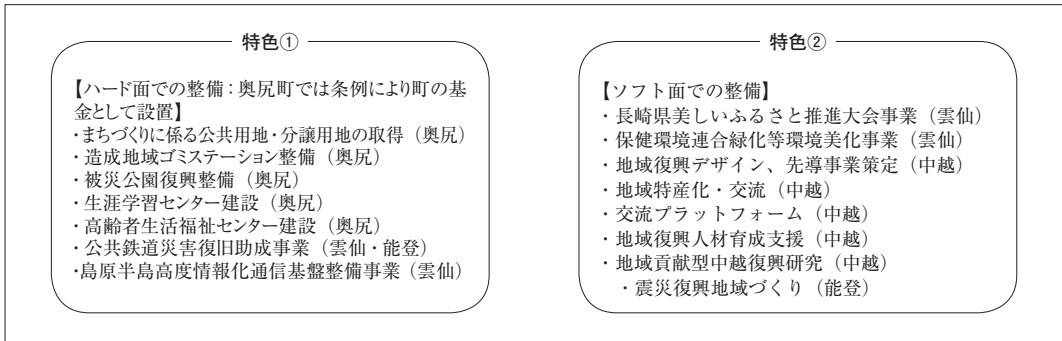 特色①
【ハード面での整備：奥尻町では条例により町の基
金として設置】
・まちづくりに係る公共用地・分譲用地の取得（奥尻）
・造成地域ゴミステーション整備（奥尻）
・被災公園復興整備（奥尻）
・生涯学習センター建設（奥尻）
・高齢者生活福祉センター建設（奥尻）
・公共鉄道災害復旧助成事業（雲仙・能登）
・島原半島高度情報化通信基盤整備事業（雲仙）
特色②
【ソフト面での整備】
・長崎県美しいふるさと推進大会事業（雲仙）
・保健環境連合緑化等環境美化事業（雲仙）
・地域復興デザイン、先導事業策定（中越）
・地域特産化・交流（中越）
・交流プラットフォーム（中越）
・地域復興人材育成支援（中越）
・地域貢献型中越復興研究（中越）
・震災復興地域づくり（能登）